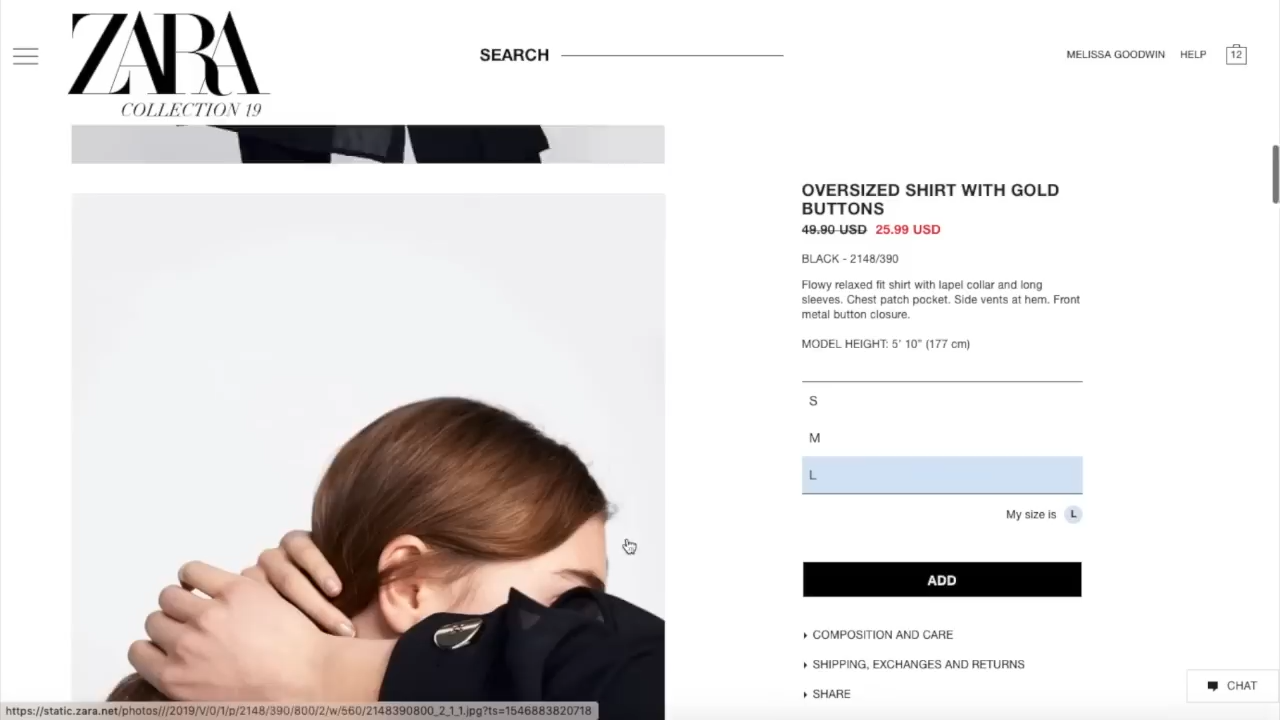 ZARA
COLLECTION 19
SEARCH
MELISSA GOODWIN
HELP
12
OVERSIZED SHIRT WITH GOLD
BUTTONS
49.90 USD 25.99 USD
BLACK - 2148/390
Flowy relaxed fit shirt with lapel collar and long
sleeves. Chest patch pocket. Side vents at hem. Front
metal button closure.
MODEL HEIGHT: 5' 10" (177 cm)
S
M
L
My size is L
ADD
COMPOSITION AND CARE
SHIPPING, EXCHANGES AND RETURNS
SHARE
CHAT
https://static.zara.net/photos///2019/V/0/1/p/2148/390/800/2/w/560/2148390800_2_1_1.jpg?ts=1546883820718